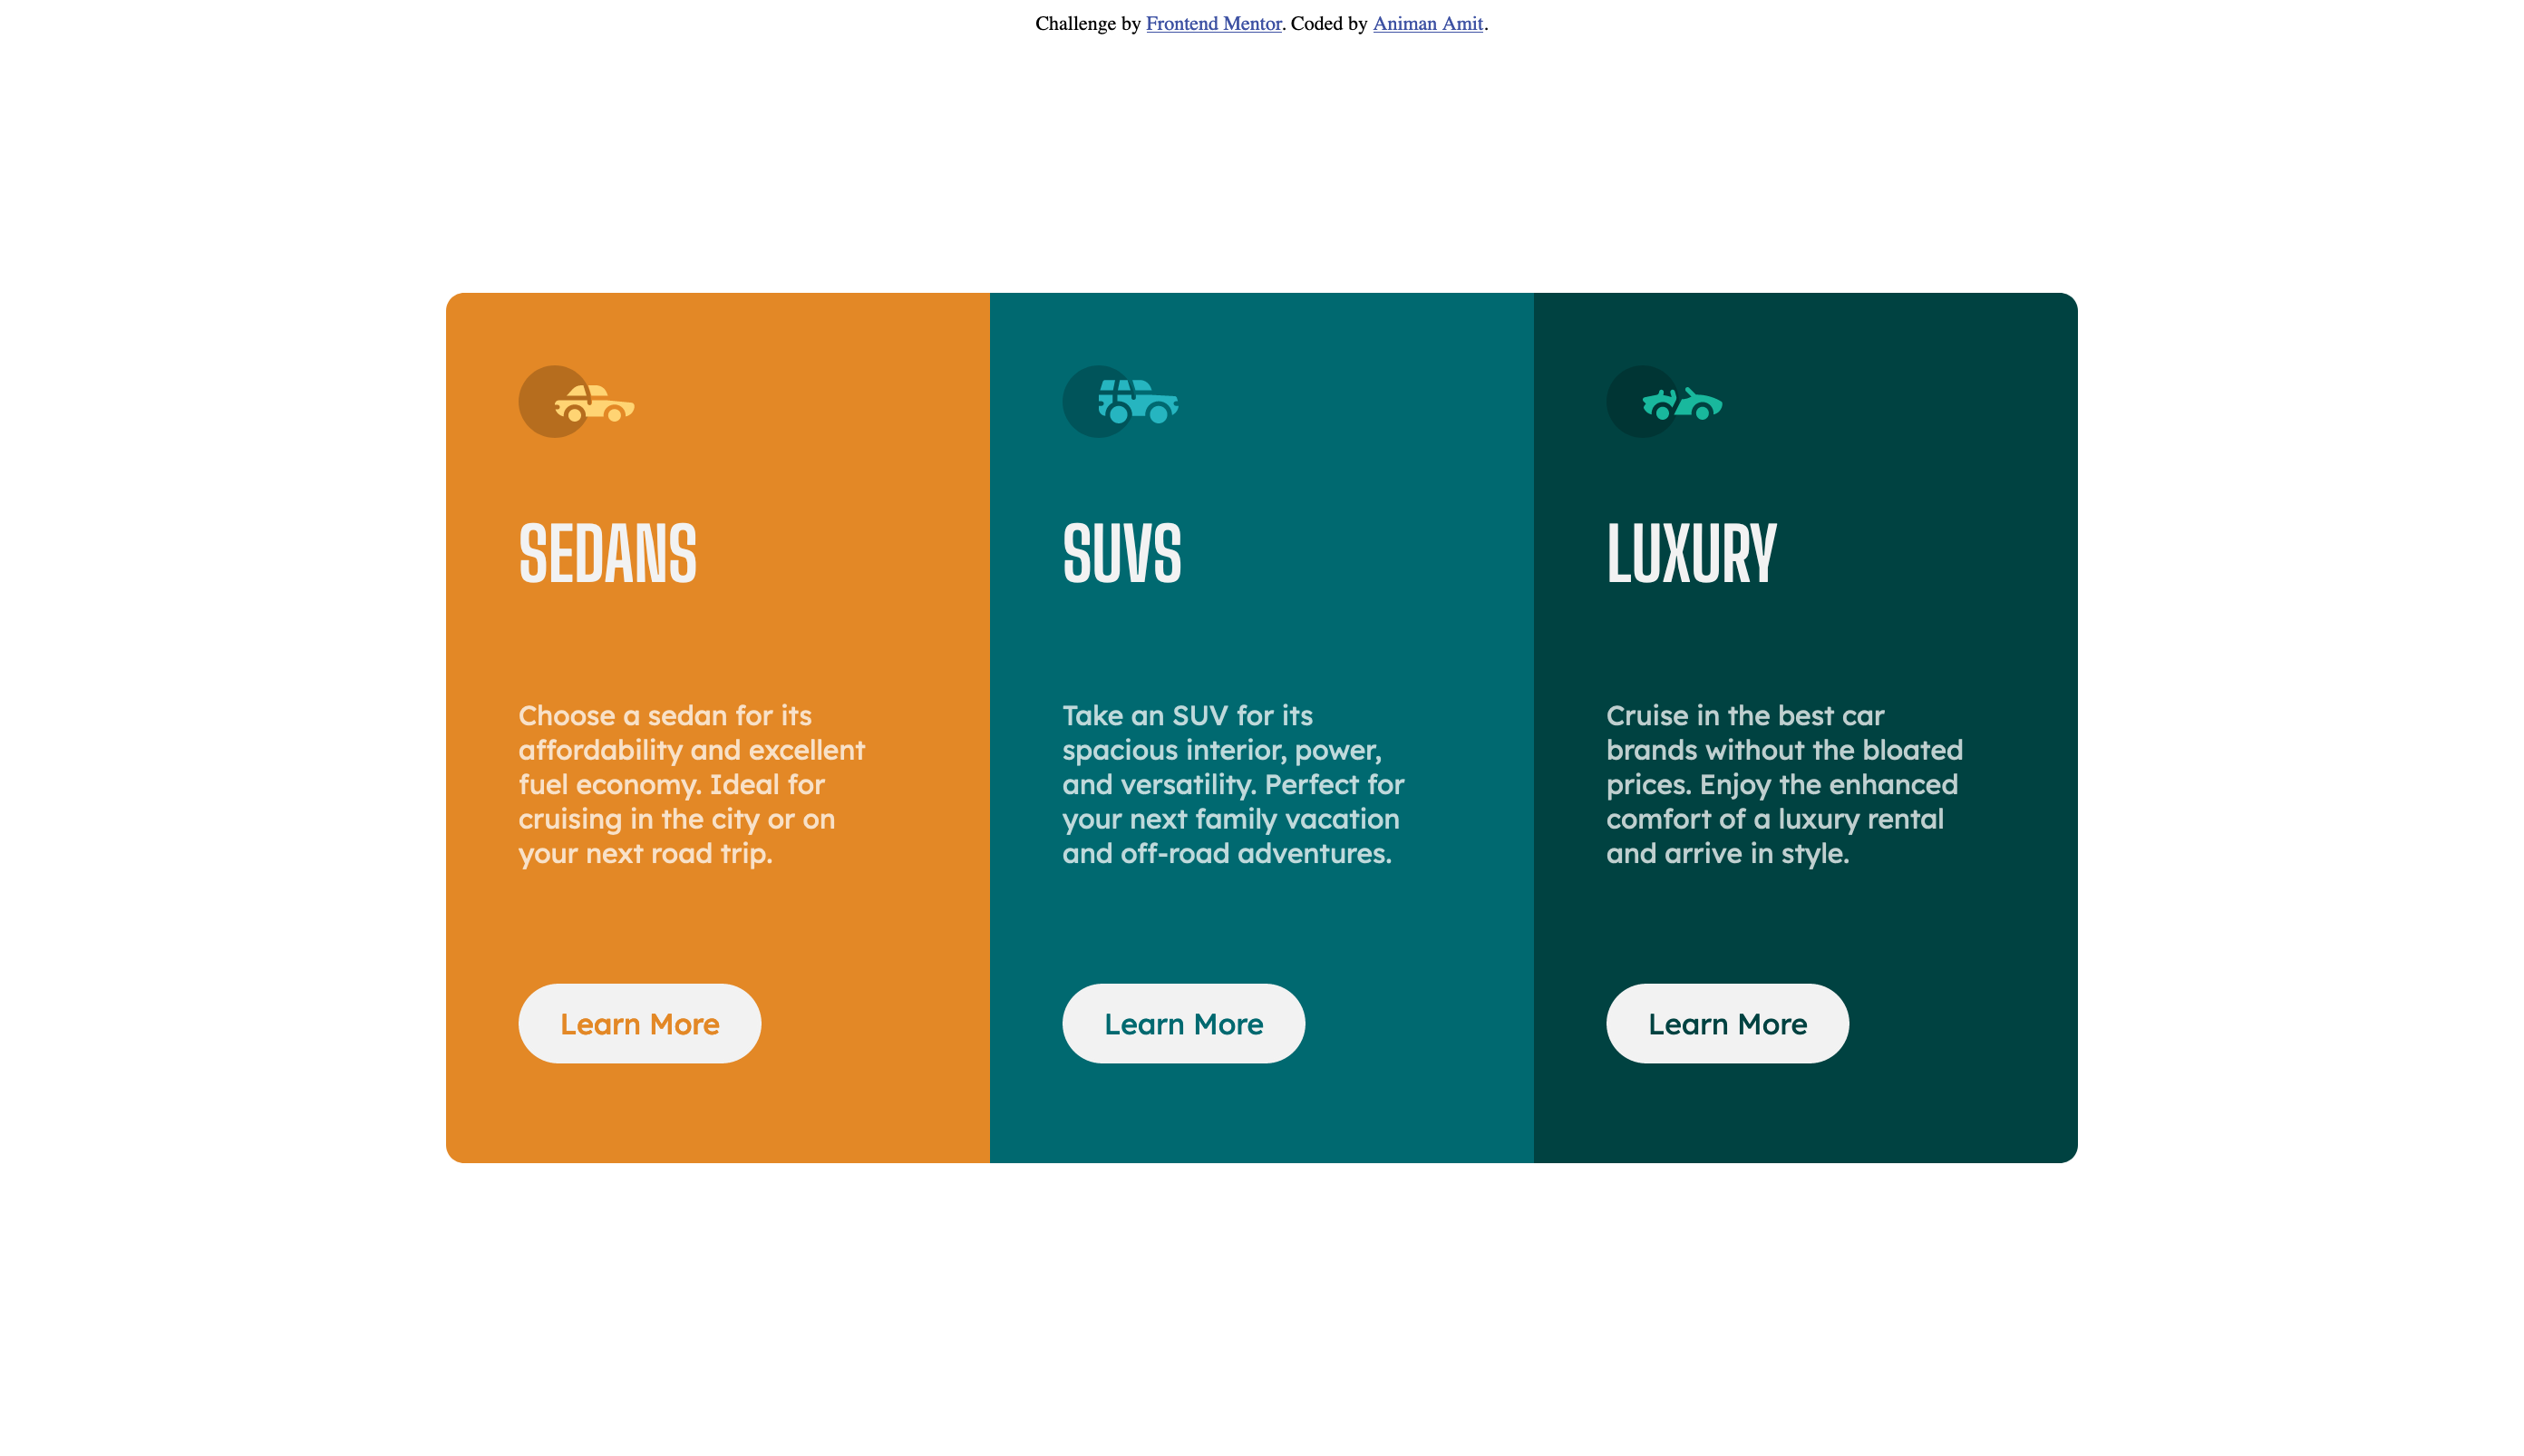 Challenge by Frontend Mentor. Coded by Animan Amit.
SEDANS
Choose a sedan for its
affordability and excellent
fuel economy. Ideal for
cruising in the city or on
your next road trip.
Learn More
SUVS
Take an SUV for its
spacious interior, power,
and versatility. Perfect for
your next family vacation
and off-road adventures.
Learn More
LUXURY
Cruise in the best car
brands without the bloated
prices. Enjoy the enhanced
comfort of a luxury rental
and arrive in style.
Learn More